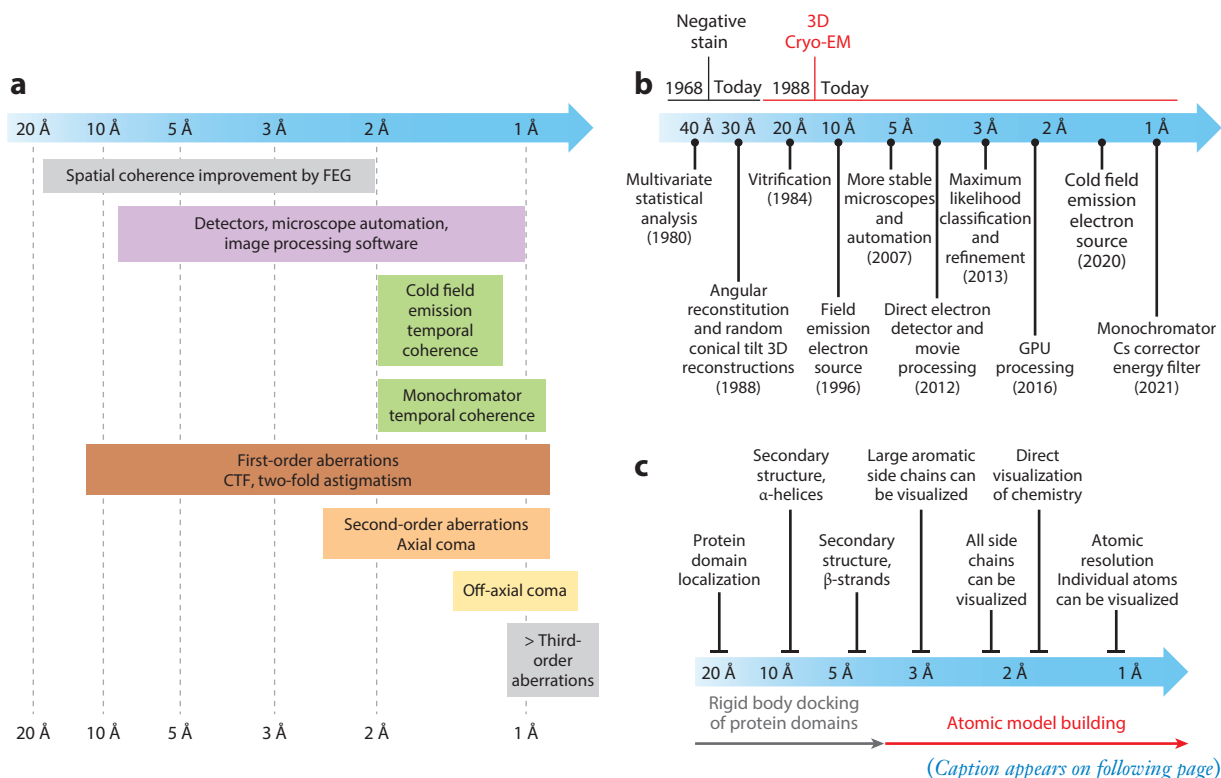 a
20 Å 10 Å 5 Å 3 Å 2 Å 1 Å
Spatial coherence improvement by FEG
Detectors, microscope automation,
image processing software
Cold field
emission
temporal
coherence
Monochromator
temporal coherence
First-order aberrations
CTF, two-fold astigmatism
Second-order aberrations
Axial coma
Off-axial coma
> Third-
order
aberrations
20 Å 10 Å 5 Å 3 Å 2 Å 1 Å
b
Negative
stain
3D
Cryo-EM
1968 Today 1988 Today
40 Å 30 Å 20 Å 10 Å 5 Å 3 Å 2 Å 1 Å
Multivariate
statistical
analysis
(1980)
Vitrification
(1984)
More stable
microscopes
and
automation
(2007)
Maximum
likelihood
classification
and
refinement
(2013)
Cold field
emission
electron
source
(2020)
Angular
reconstitution
and random
conical tilt 3D
reconstructions
(1988)
Field
emission
electron
source
(1996)
Direct electron
detector and
movie
processing
(2012)
GPU
processing
(2016)
Monochromator
Cs corrector
energy filter
(2021)
c
Protein
domain
localization
Secondary
structure,
α-helices
Secondary
structure,
β-strands
Large aromatic
side chains can
be visualized
All side
chains
can be
visualized
Direct
visualization
of chemistry
Atomic
resolution
Individual atoms
can be visualized
20 Å 10 Å 5 Å 3 Å 2 Å 1 Å
Rigid body docking
of protein domains
Atomic model building
(Caption appears on following page)